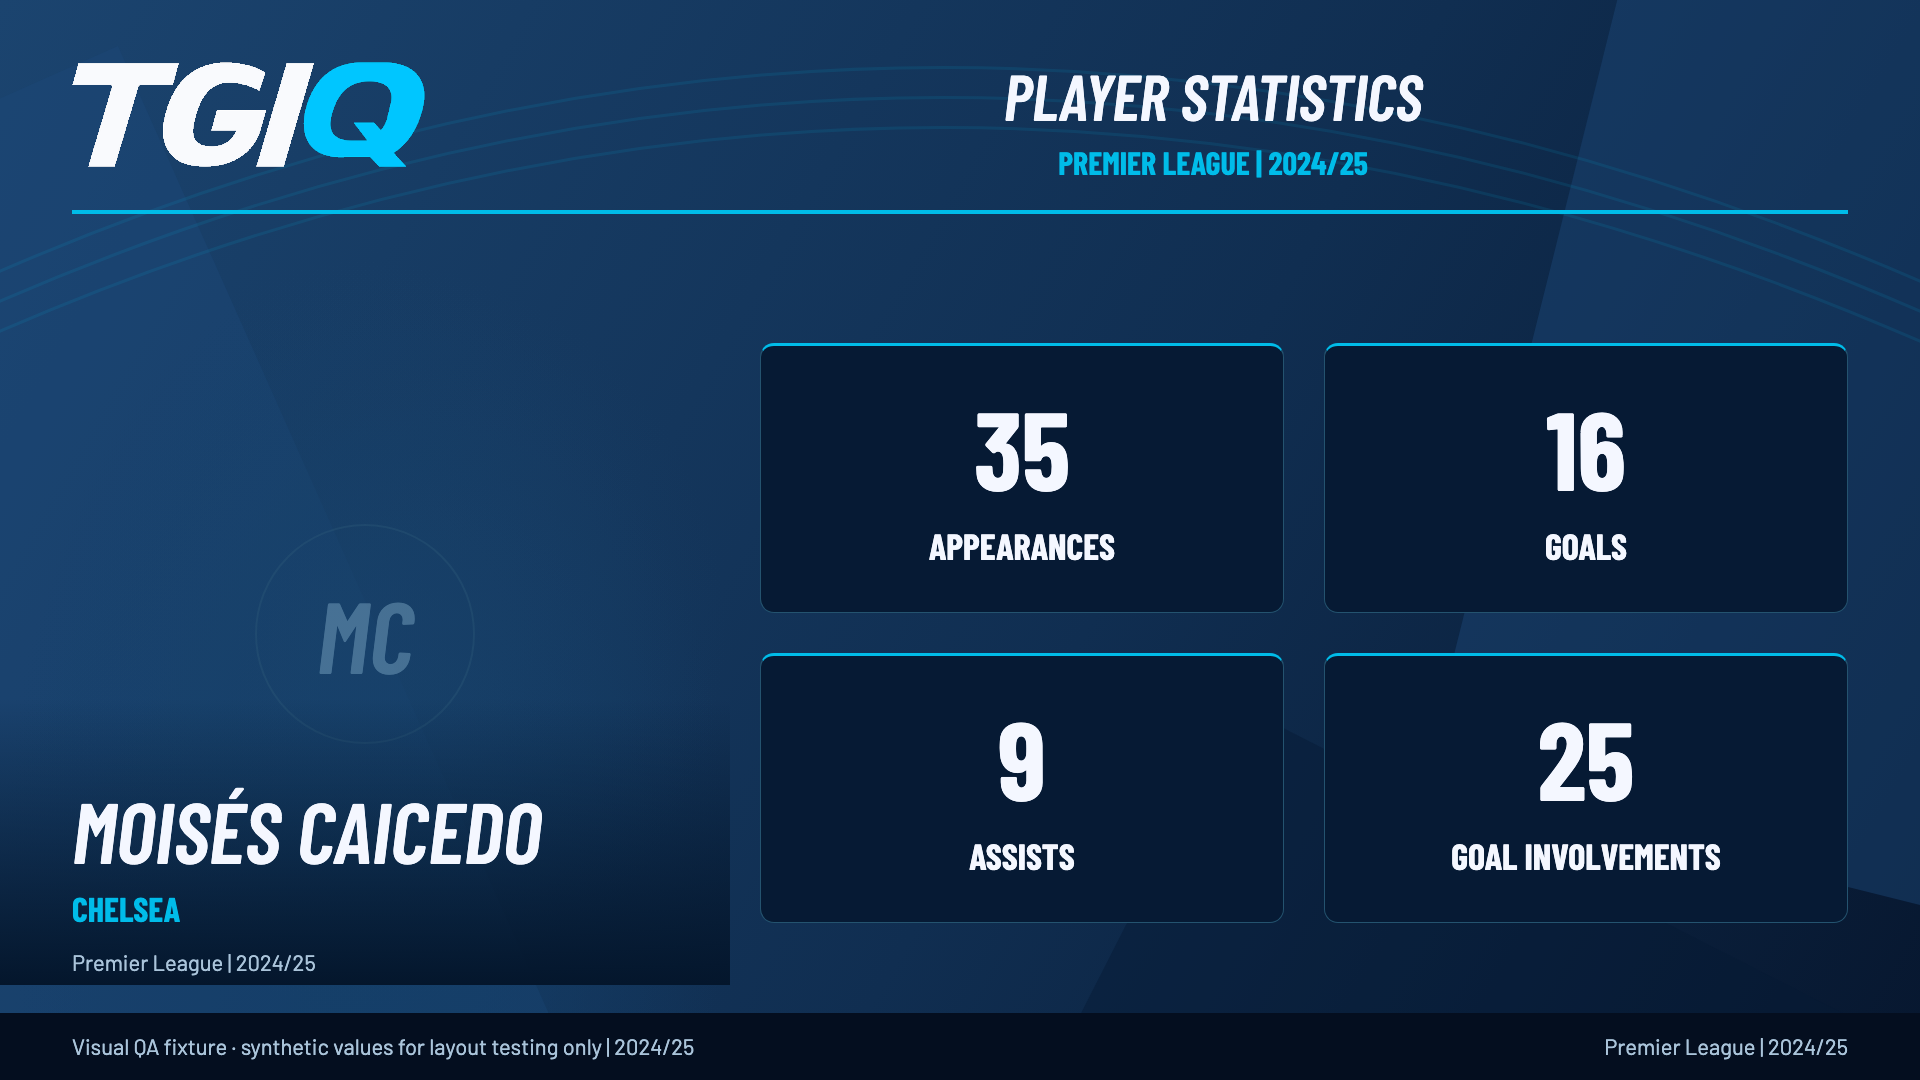 TGIQ
PLAYER STATISTICS
PREMIER LEAGUE | 2024/25
35
APPEARANCES
16
GOALS
9
ASSISTS
25
GOAL INVOLVEMENTS
MC
MOISÉS CAICEDO
CHELSEA
Premier League | 2024/25
Visual QA fixture · synthetic values for layout testing only | 2024/25
Premier League | 2024/25